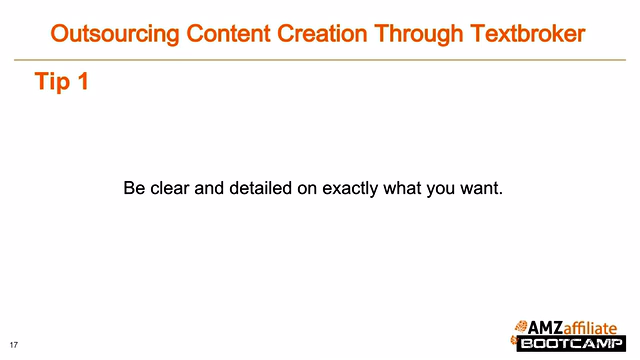 Outsourcing Content Creation Through Textbroker
Tip 1
Be clear and detailed on exactly what you want.
17
AMZaffiliate
BOOTCAMP